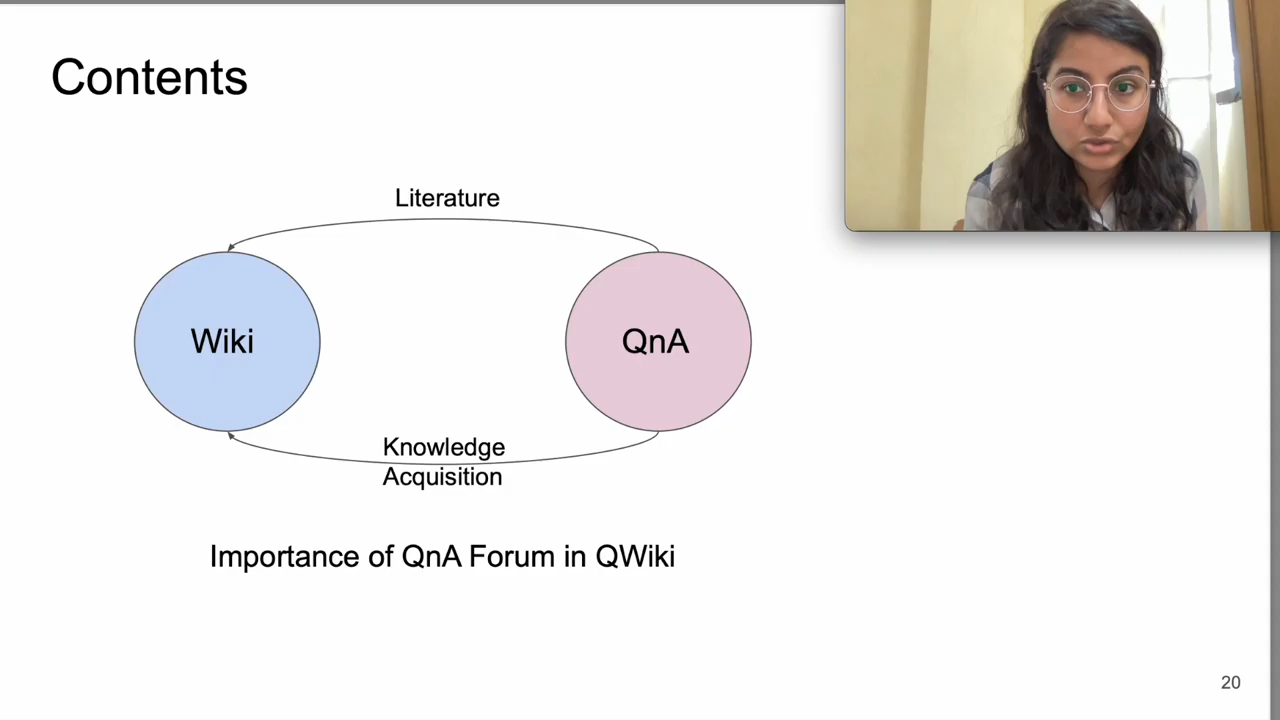 Contents
Literature
Wiki
QnA
Knowledge
Acquisition
Importance of QnA Forum in QWiki
20